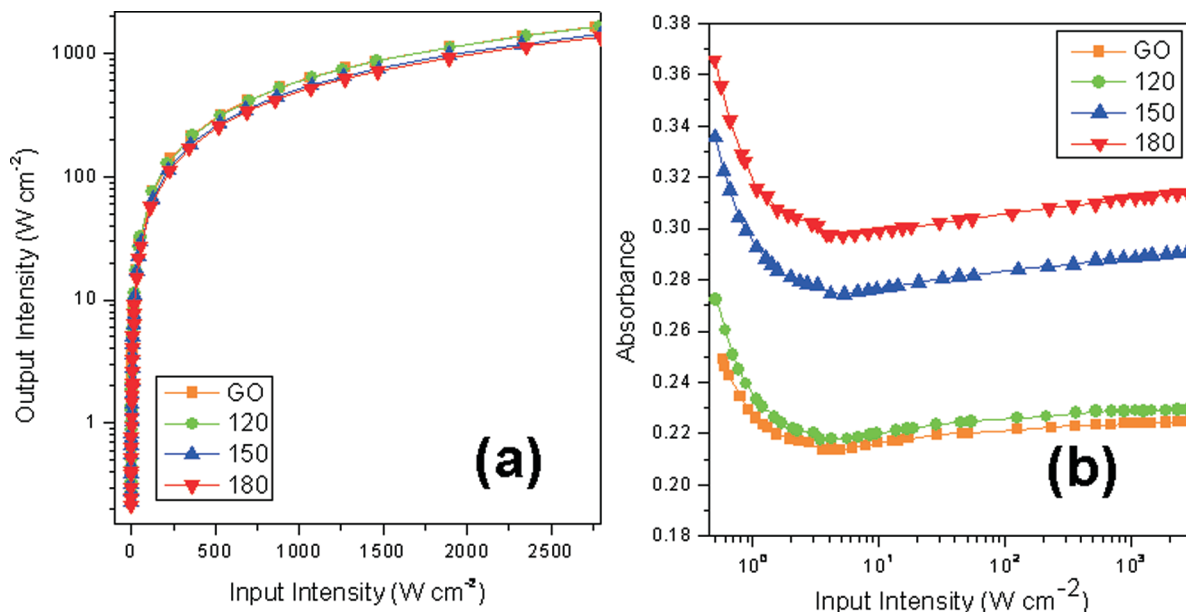 1000
100
10
1
Output Intensity (W cm⁻²)
GO
120
150
180
(a)
0 500 1000 1500 2000 2500
Input Intensity (W cm⁻²)
0.38
0.36
0.34
0.32
0.30
0.28
0.26
0.24
0.22
0.20
0.18
Absorbance
GO
120
150
180
(b)
10⁰ 10¹ 10² 10³
Input Intensity (W cm⁻²)